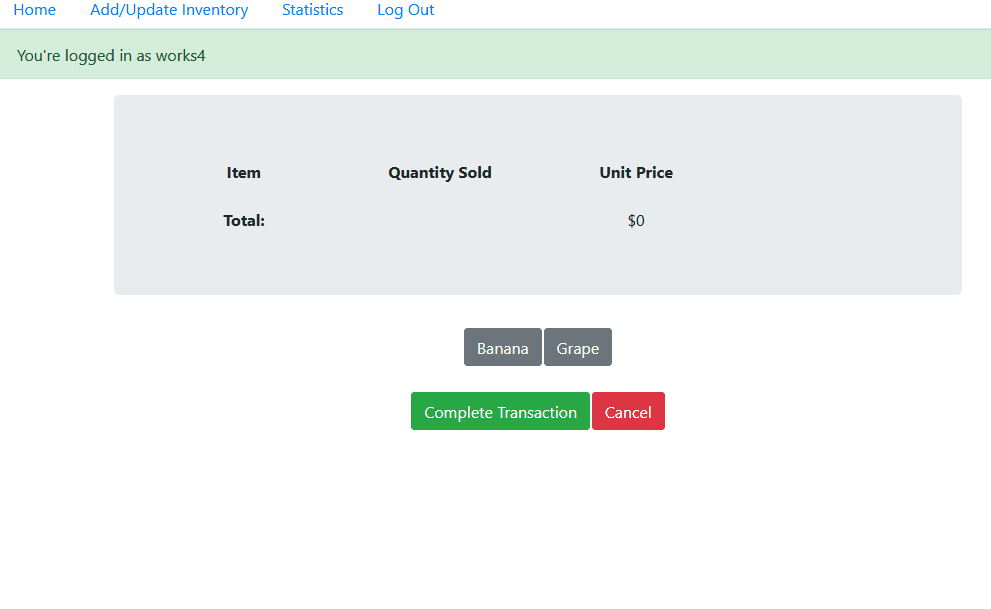 Home Add/Update Inventory Statistics Log Out
You're logged in as works4
Item Quantity Sold Unit Price
Total: $0
Banana Grape
Complete Transaction Cancel